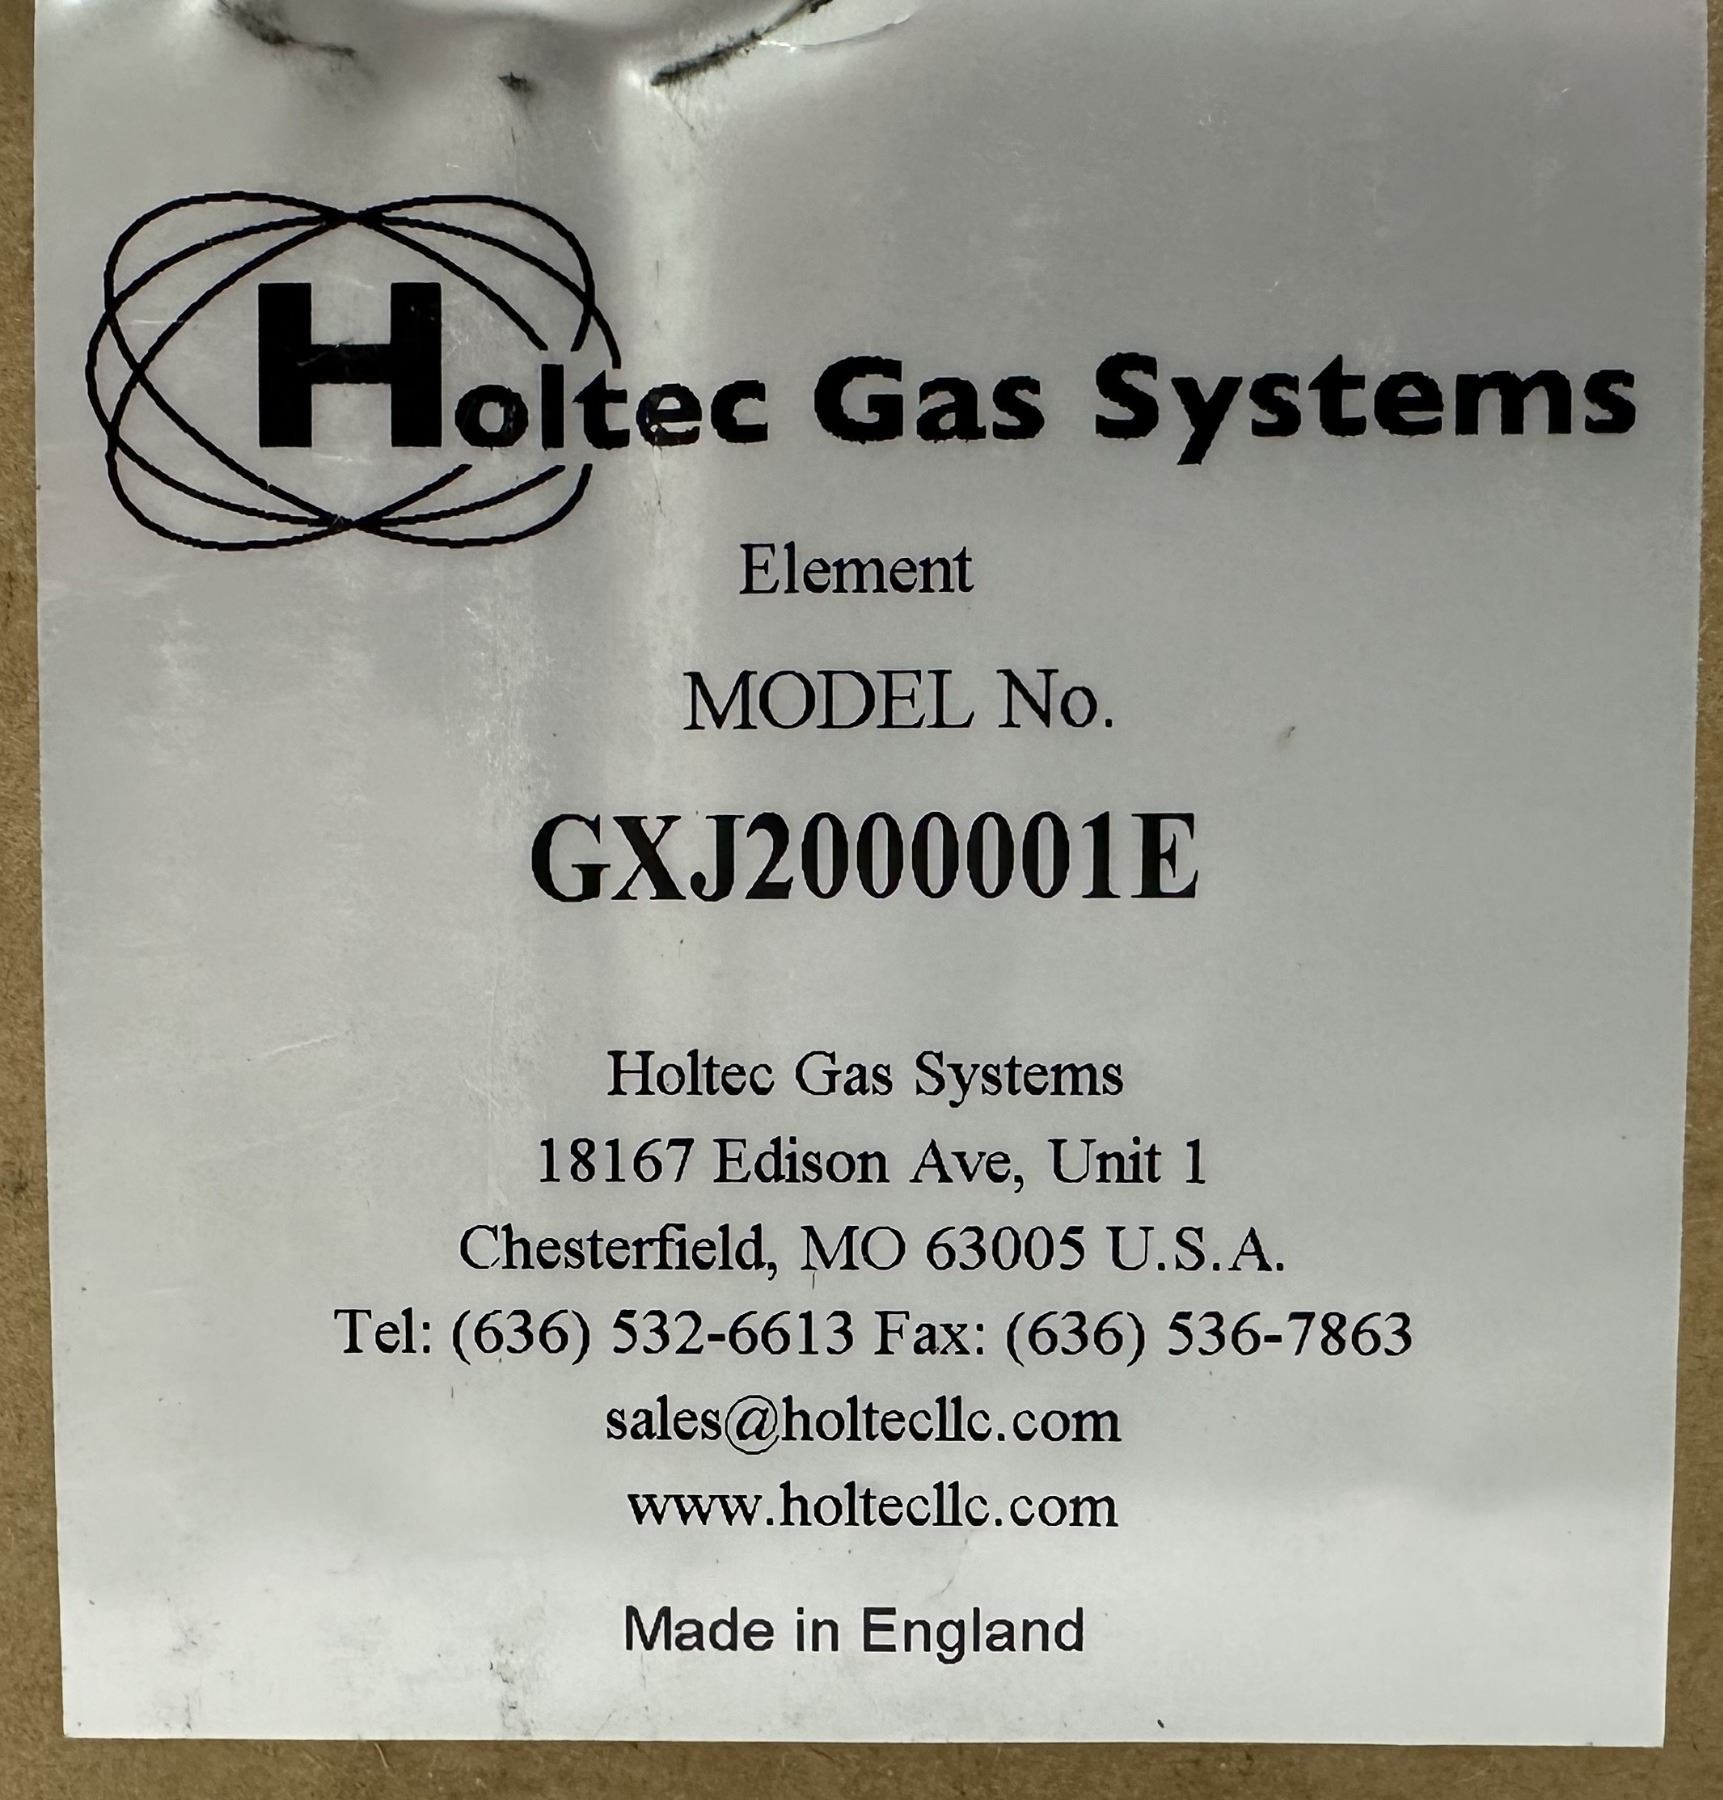 Holtec Gas Systems
Element
MODEL No.
GXJ2000001E
Holtec Gas Systems
18167 Edison Ave, Unit 1
Chesterfield, MO 63005 U.S.A.
Tel: (636) 532-6613 Fax: (636) 536-7863
sales@holtecllc.com
www.holtecllc.com
Made in England